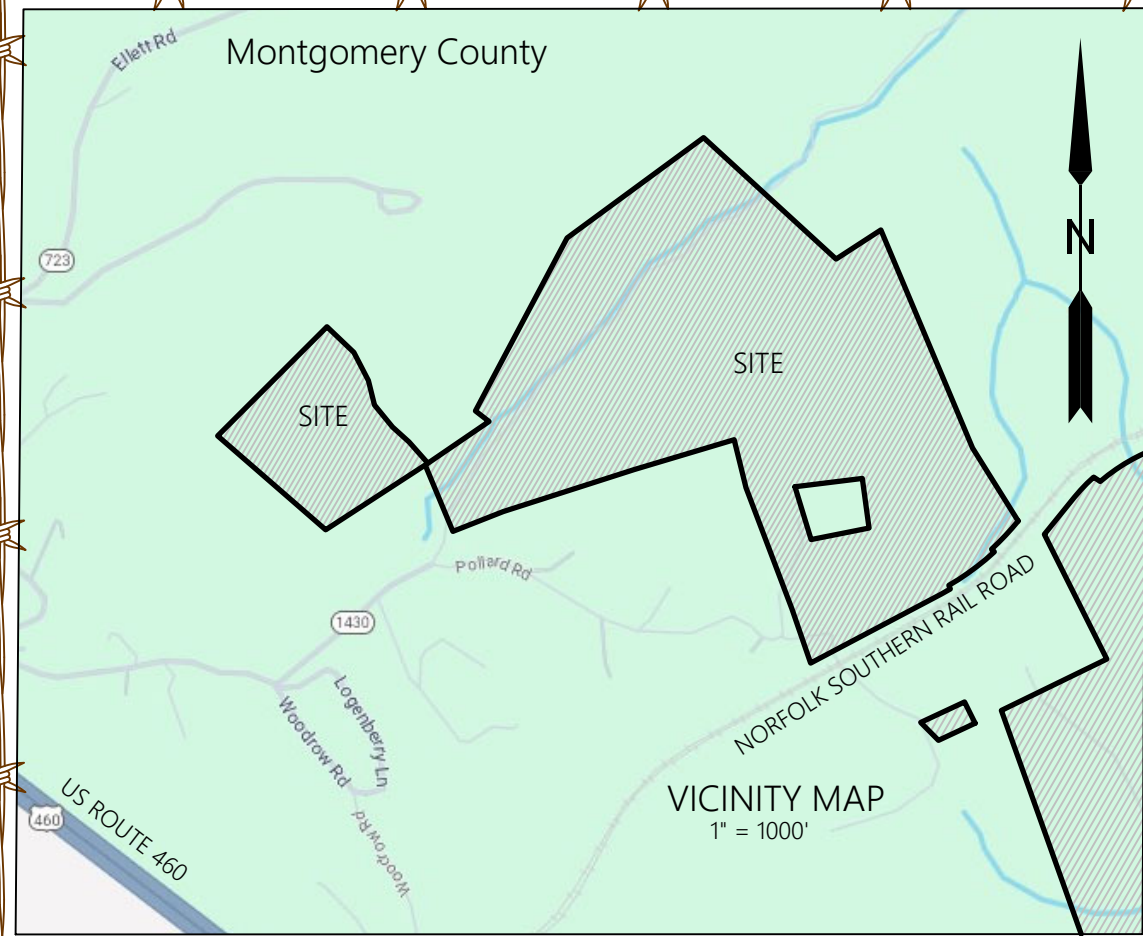 Ellett Rd
Montgomery County
N
723
SITE
SITE
Pollard Rd
1430
NORFOLK SOUTHERN RAIL ROAD
Logenberry Ln
Woodrow Rd
US ROUTE 460
460
Woodrow Rd
VICINITY MAP
1" = 1000'